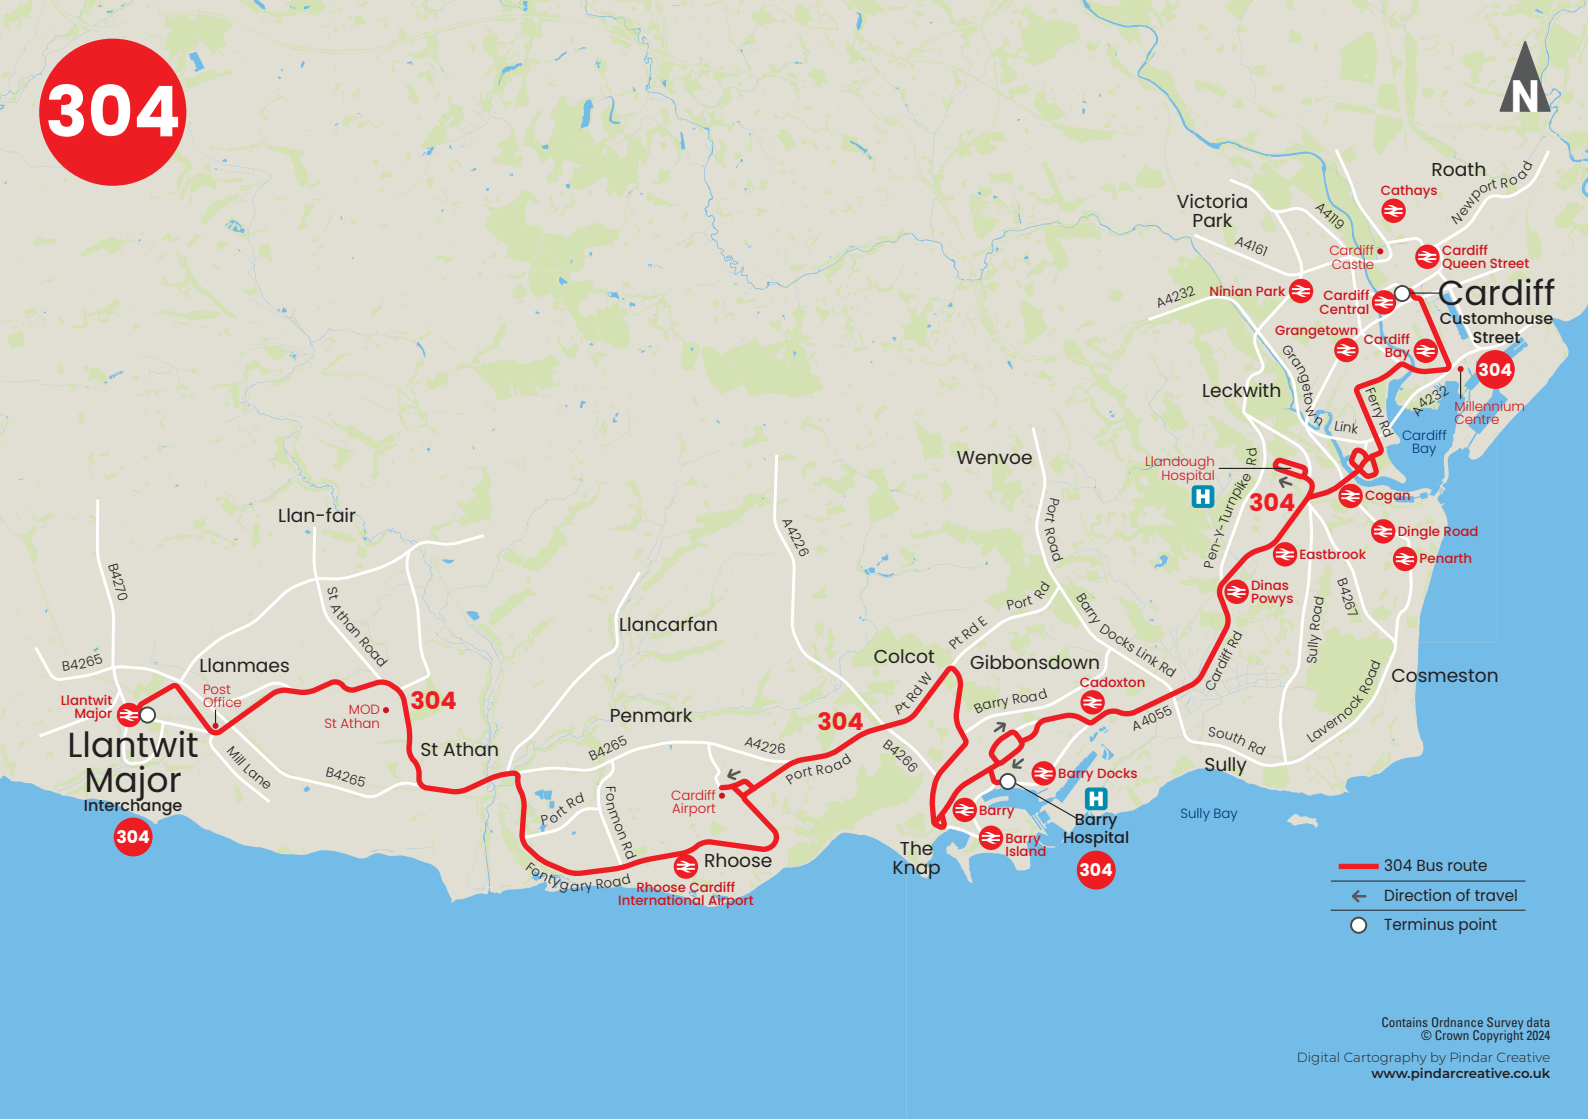 304
N
Roath
Cathays
Newport Road
Victoria
Park
A4119
A4161
Cardiff
Castle
Cardiff
Queen Street
A4232
Ninian Park
Cardiff
Central
Cardiff
Customhouse
Street
304
Grangetown
Cardiff
Bay
Grangetown
Link
Leckwith
Ferry Rd
A4232
Millennium
Centre
Cardiff
Bay
Wenvoe
Llandough
Hospital
H
Pen-Y-Turnpike Rd
304
Cogan
Dingle Road
Penarth
Eastbrook
Dinas
Powys
B4267
Sully Road
Llan-fair
A4226
Port Road
B4270
St Athan Road
Llancarfan
Port Rd
Pt Rd E
Barry Docks Link Rd
Cardiff Rd
Colcot
Gibbonsdown
Cosmeston
Lavernock Road
B4265
Llanmaes
Post
Office
Llantwit
Major
MOD
St Athan
304
Pt Rd W
Barry Road
Cadoxton
A4055
South Rd
Sully
Llantwit
Major
Interchange
304
Mill Lane
B4265
St Athan
Penmark
B4265
A4226
304
B4266
Port Road
Cardiff
Airport
Port Rd
Fonmon Rd
Barry Docks
H
Barry
Barry
Hospital
304
Barry
Island
Sully Bay
The
Knap
Rhoose
Fontygary Road
Rhoose Cardiff
International Airport
304 Bus route
Direction of travel
Terminus point
Contains Ordnance Survey data
© Crown Copyright 2024
Digital Cartography by Pindar Creative
www.pindarcreative.co.uk